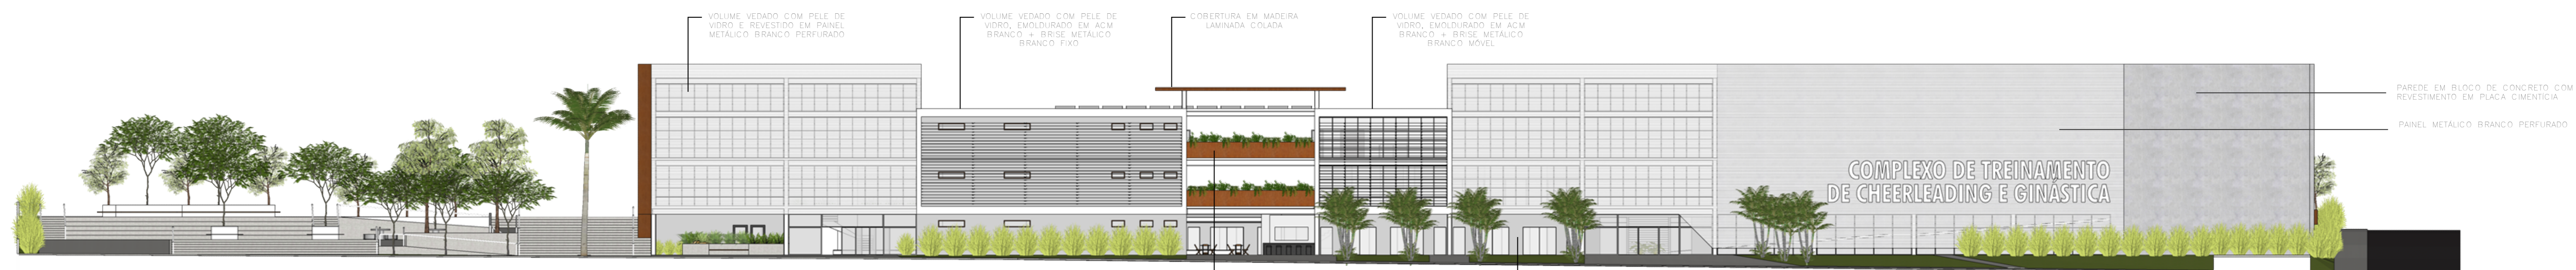 VOLUME VEDADO COM PELE DE
VIDRO E REVESTIDO EM PAINEL
METÁLICO BRANCO PERFURADO
VOLUME VEDADO COM PELE DE
VIDRO, EMOLDURADO EM ACM
BRANCO + BRISE METÁLICO
BRANCO FIXO
COBERTURA EM MADEIRA
LAMINADA COLADA
VOLUME VEDADO COM PELE DE
VIDRO, EMOLDURADO EM ACM
BRANCO + BRISE METÁLICO
BRANCO MÓVEL
PAREDE EM BLOCO DE CONCRETO COM
REVESTIMENTO EM PLACA CIMENTÍCIA
PAINEL METÁLICO BRANCO PERFURADO
COMPLEXO DE TREINAMENTO
DE CHEERLEADING E GINÁSTICA